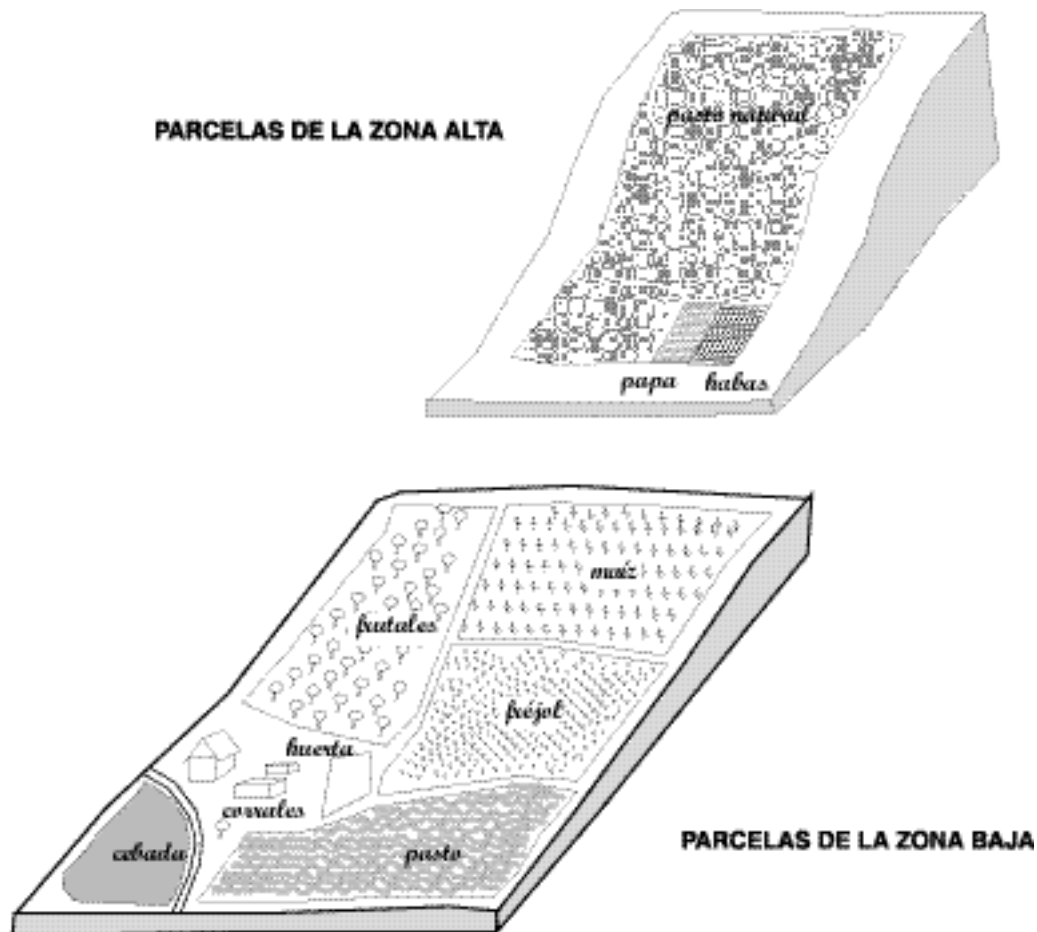 PARCELAS DE LA ZONA ALTA
pasto natural
papa
habas
maíz
frutales
fréjol
huerta
corrales
cebada
pasto
PARCELAS DE LA ZONA BAJA